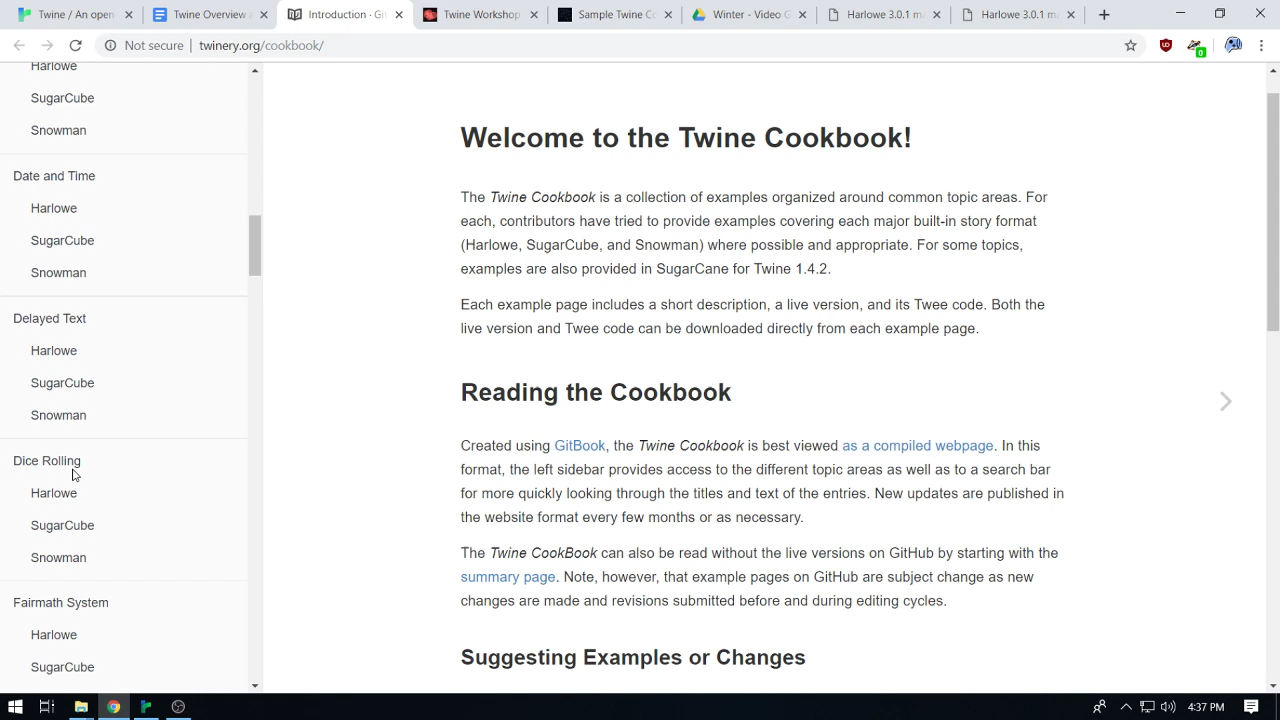 Twine / An open
Twine Overview a
Introduction · Git
Twine Workshop
Sample Twine Co
Winter - Video G
Harlowe 3.0.1 ma
Harlowe 3.0.1 ma
Not secure
twinery.org/cookbook/
0
Harlowe
SugarCube
Snowman
Date and Time
Harlowe
SugarCube
Snowman
Delayed Text
Harlowe
SugarCube
Snowman
Dice Rolling
Harlowe
SugarCube
Snowman
Fairmath System
Harlowe
SugarCube
Welcome to the Twine Cookbook!
The Twine Cookbook is a collection of examples organized around common topic areas. For
each, contributors have tried to provide examples covering each major built-in story format
(Harlowe, SugarCube, and Snowman) where possible and appropriate. For some topics,
examples are also provided in SugarCane for Twine 1.4.2.
Each example page includes a short description, a live version, and its Twee code. Both the
live version and Twee code can be downloaded directly from each example page.
Reading the Cookbook
Created using GitBook, the Twine Cookbook is best viewed as a compiled webpage. In this
format, the left sidebar provides access to the different topic areas as well as to a search bar
for more quickly looking through the titles and text of the entries. New updates are published in
the website format every few months or as necessary.
The Twine CookBook can also be read without the live versions on GitHub by starting with the
summary page. Note, however, that example pages on GitHub are subject change as new
changes are made and revisions submitted before and during editing cycles.
Suggesting Examples or Changes
4:37 PM